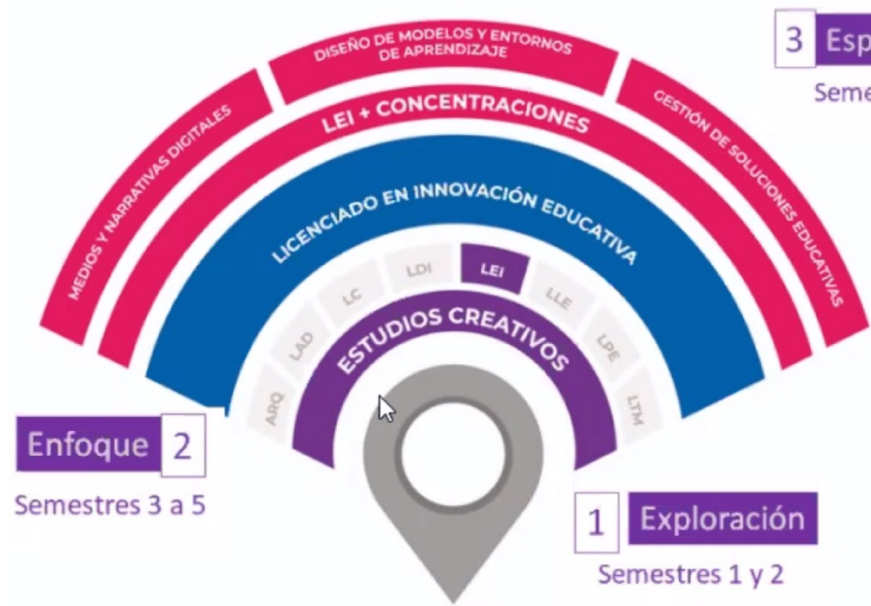 DISEÑO DE MODELOS Y ENTORNOS
DE APRENDIZAJE
MEDIOS Y NARRATIVAS DIGITALES
GESTIÓN DE SOLUCIONES EDUCATIVAS
LEI + CONCENTRACIONES
LICENCIADO EN INNOVACIÓN EDUCATIVA
ARQ
LAD
LC
LDI
LEI
LLE
LPE
LTM
ESTUDIOS CREATIVOS
3 Esp
Seme
Enfoque 2
Semestres 3 a 5
1 Exploración
Semestres 1 y 2